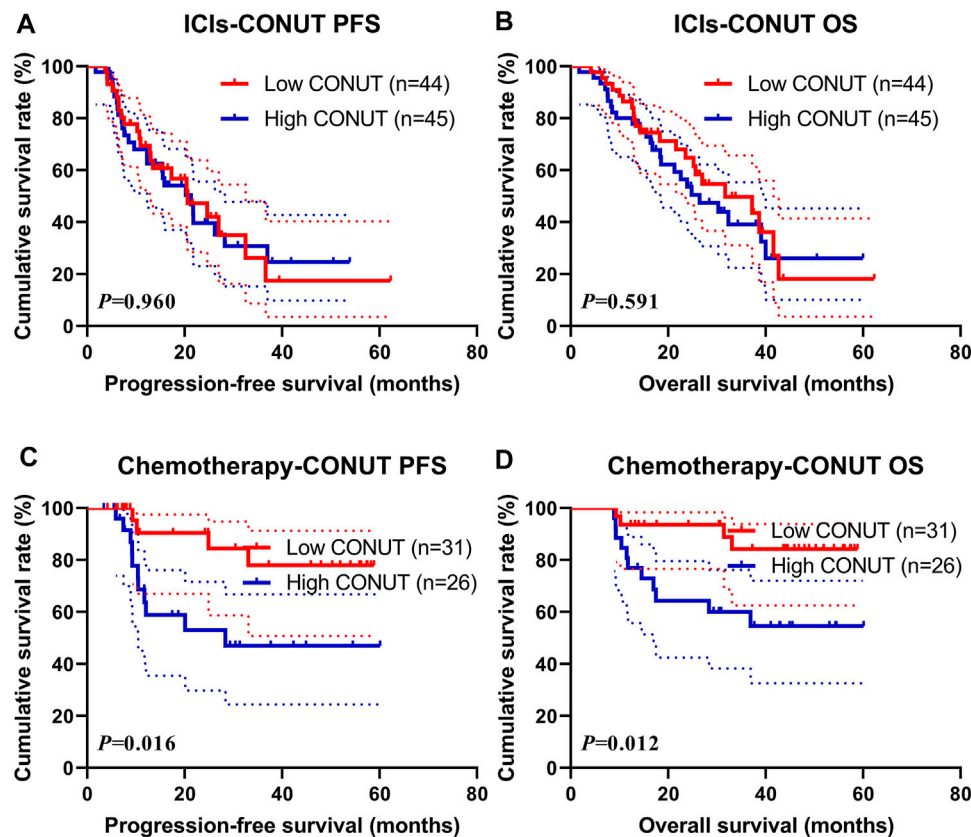 A
ICIs-CONUT PFS
Cumulative survival rate (%)
100
80
60
40
20
0
Low CONUT (n=44)
High CONUT (n=45)
P=0.960
0 20 40 60 80
Progression-free survival (months)
B
ICIs-CONUT OS
Cumulative survival rate (%)
100
80
60
40
20
0
Low CONUT (n=44)
High CONUT (n=45)
P=0.591
0 20 40 60 80
Overall survival (months)
C
Chemotherapy-CONUT PFS
Cumulative survival rate (%)
100
80
60
40
20
0
Low CONUT (n=31)
High CONUT (n=26)
P=0.016
0 20 40 60 80
Progression-free survival (months)
D
Chemotherapy-CONUT OS
Cumulative survival rate (%)
100
80
60
40
20
0
Low CONUT (n=31)
High CONUT (n=26)
P=0.012
0 20 40 60 80
Overall survival (months)